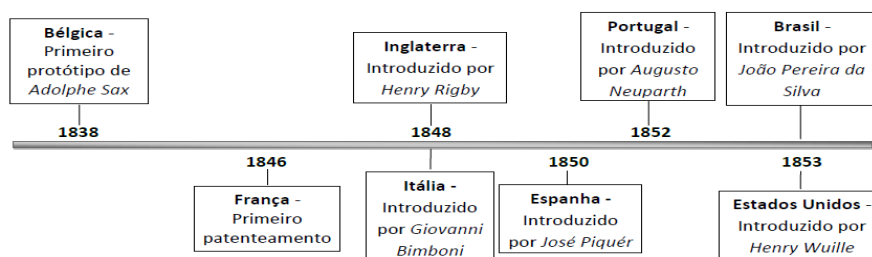 Bélgica -
Primeiro
protótipo de
Adolphe Sax
Inglaterra -
Introduzido por
Henry Rigby
Portugal -
Introduzido
por Augusto
Neuparth
Brasil -
Introduzido por
João Pereira da
Silva
1838
1848
1852
1846
1850
1853
França -
Primeiro
patenteamento
Itália -
Introduzido
por Giovanni
Bimboni
Espanha -
Introduzido
por José Piquér
Estados Unidos -
Introduzido por
Henry Wuille